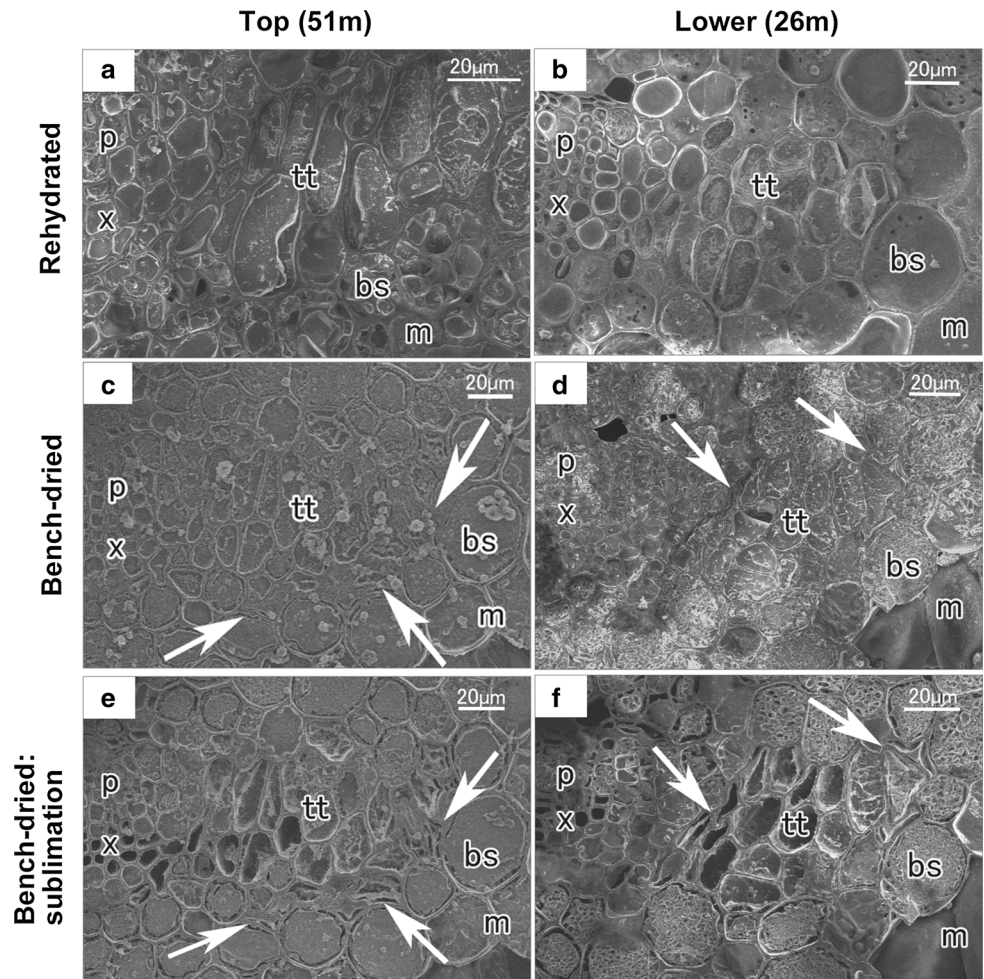 Top (51m)
Lower (26m)
Rehydrated
a
20μm
p
x
tt
bs
m
b
20μm
p
x
tt
bs
m
Bench-dried
c
20μm
p
x
tt
bs
m
d
20μm
p
x
tt
bs
m
Bench-dried:
sublimation
e
20μm
p
x
tt
bs
m
f
20μm
p
x
tt
bs
m